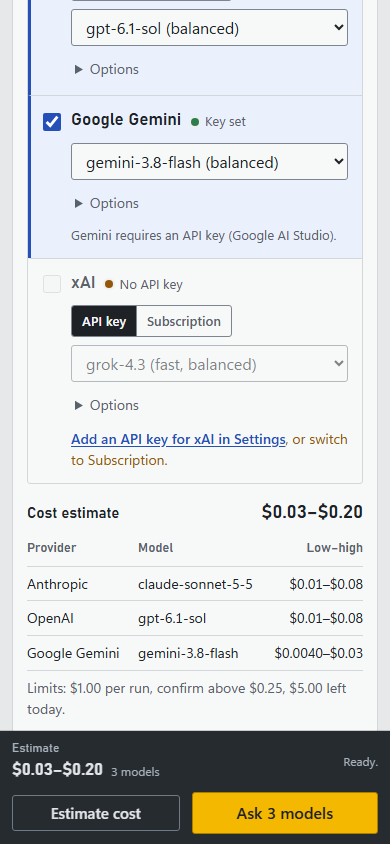 gpt-6.1-sol (balanced)
Options
Google Gemini Key set
gemini-3.8-flash (balanced)
Options
Gemini requires an API key (Google AI Studio).
xAI No API key
API key Subscription
grok-4.3 (fast, balanced)
Options
Add an API key for xAI in Settings, or switch
to Subscription.
Cost estimate $0.03–$0.20
Provider Model Low–high
Anthropic claude-sonnet-5-5 $0.01–$0.08
OpenAI gpt-6.1-sol $0.01–$0.08
Google Gemini gemini-3.8-flash $0.0040–$0.03
Limits: $1.00 per run, confirm above $0.25, $5.00 left
today.
Estimate
$0.03–$0.20 3 models
Ready.
Estimate cost Ask 3 models